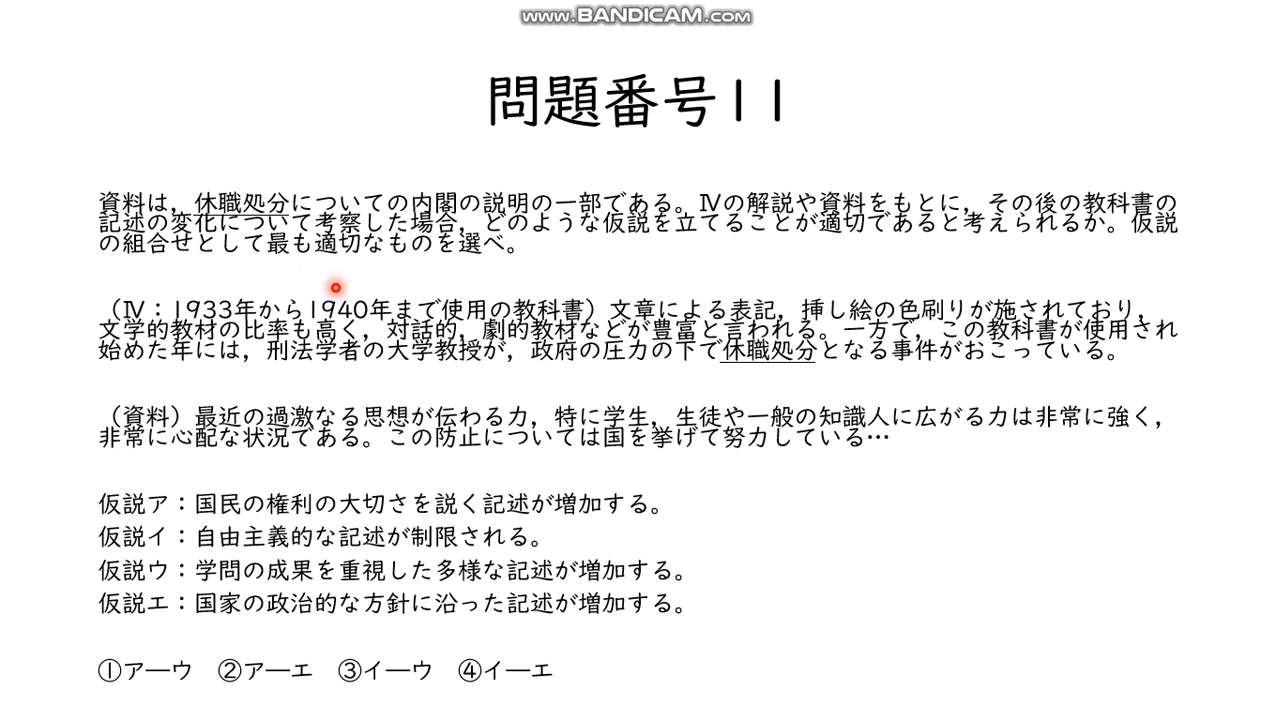 www.BANDICAM.com
問題番号11
資料は，休職処分についての内閣の説明の一部である。Ⅳの解説や資料をもとに，その後の教科書の
記述の変化について考察した場合，どのような仮説を立てることが適切であると考えられるか。仮説
の組合せとして最も適切なものを選べ。
（Ⅳ：1933年から1940年まで使用の教科書）文章による表記，挿し絵の色刷りが施されており，
文学的教材の比率も高く，対話的，劇的教材などが豊富と言われる。一方で，この教科書が使用され
始めた年には，刑法学者の大学教授が，政府の圧力の下で休職処分となる事件がおこっている。
（資料）最近の過激なる思想が伝わる力，特に学生，生徒や一般の知識人に広がる力は非常に強く，
非常に心配な状況である。この防止については国を挙げて努力している…
仮説ア：国民の権利の大切さを説く記述が増加する。
仮説イ：自由主義的な記述が制限される。
仮説ウ：学問の成果を重視した多様な記述が増加する。
仮説エ：国家の政治的な方針に沿った記述が増加する。
①ア―ウ　②ア―エ　③イ―ウ　④イ―エ